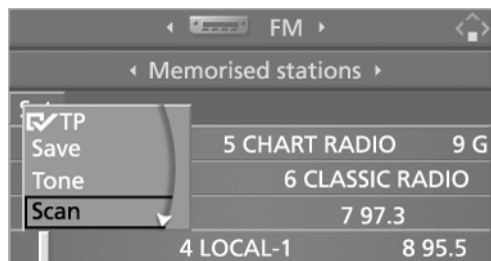 FM
Memorised stations
Set
TP
Save
5 CHART RADIO 9 G
Tone
6 CLASSIC RADIO
Scan
7 97.3
4 LOCAL-1 8 95.5